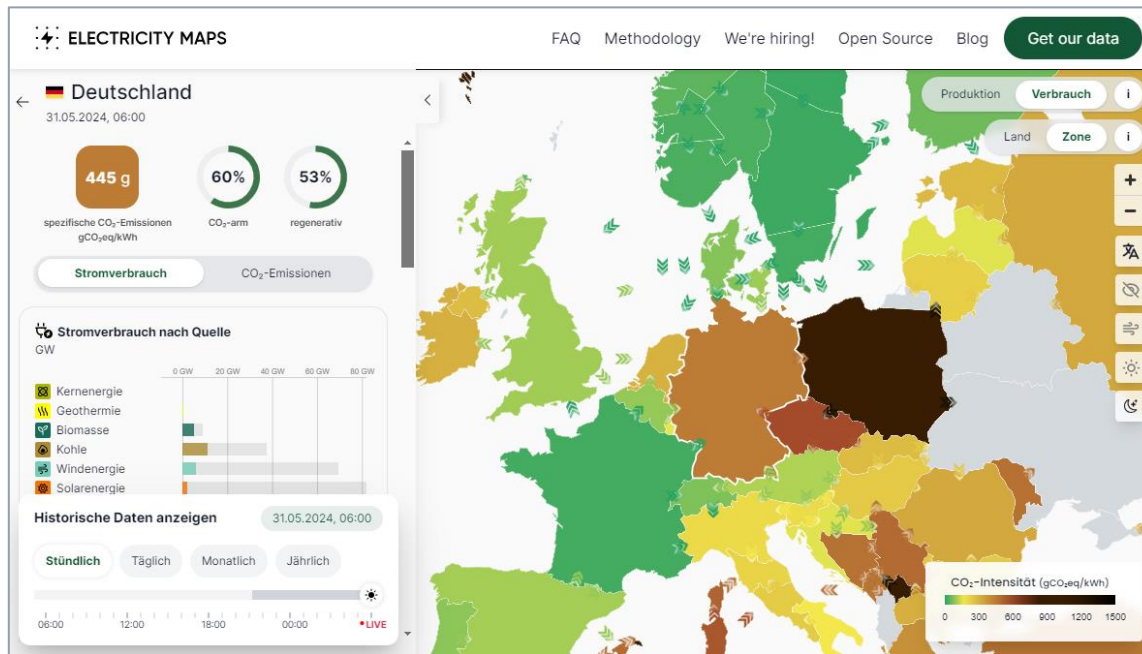 ELECTRICITY MAPS
FAQ Methodology We're hiring! Open Source Blog Get our data
Deutschland
31.05.2024, 06:00
445 g 60% 53%
spezifische CO₂-Emissionen gCO₂eq/kWh
CO₂-arm
regenerativ
Stromverbrauch CO₂-Emissionen
Stromverbrauch nach Quelle
GW
0 GW 20 GW 40 GW 60 GW 80 GW
Kernenergie
Geothermie
Biomasse
Kohle
Windenergie
Solarenergie
Historische Daten anzeigen 31.05.2024, 06:00
Stündlich Täglich Monatlich Jährlich
06:00 12:00 18:00 00:00 LIVE
Produktion Verbrauch i
Land Zone i
+
−
文A
CO₂-Intensität (gCO₂eq/kWh)
0 300 600 900 1200 1500